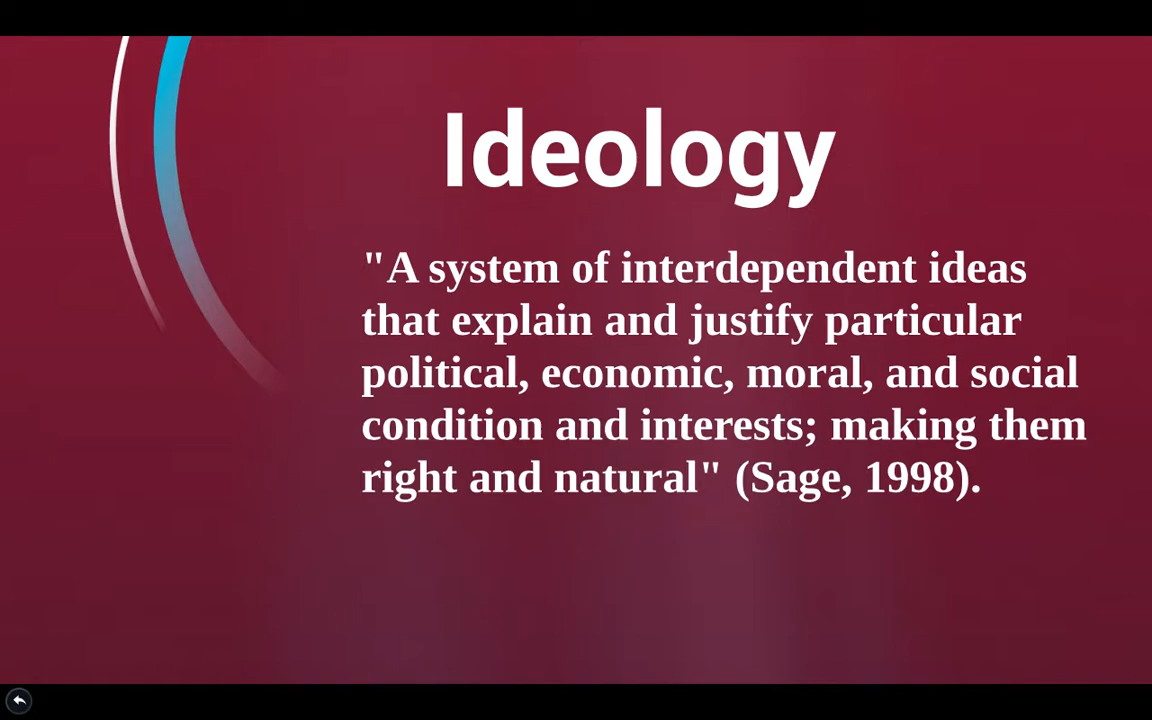 Ideology
"A system of interdependent ideas
that explain and justify particular
political, economic, moral, and social
condition and interests; making them
right and natural" (Sage, 1998).